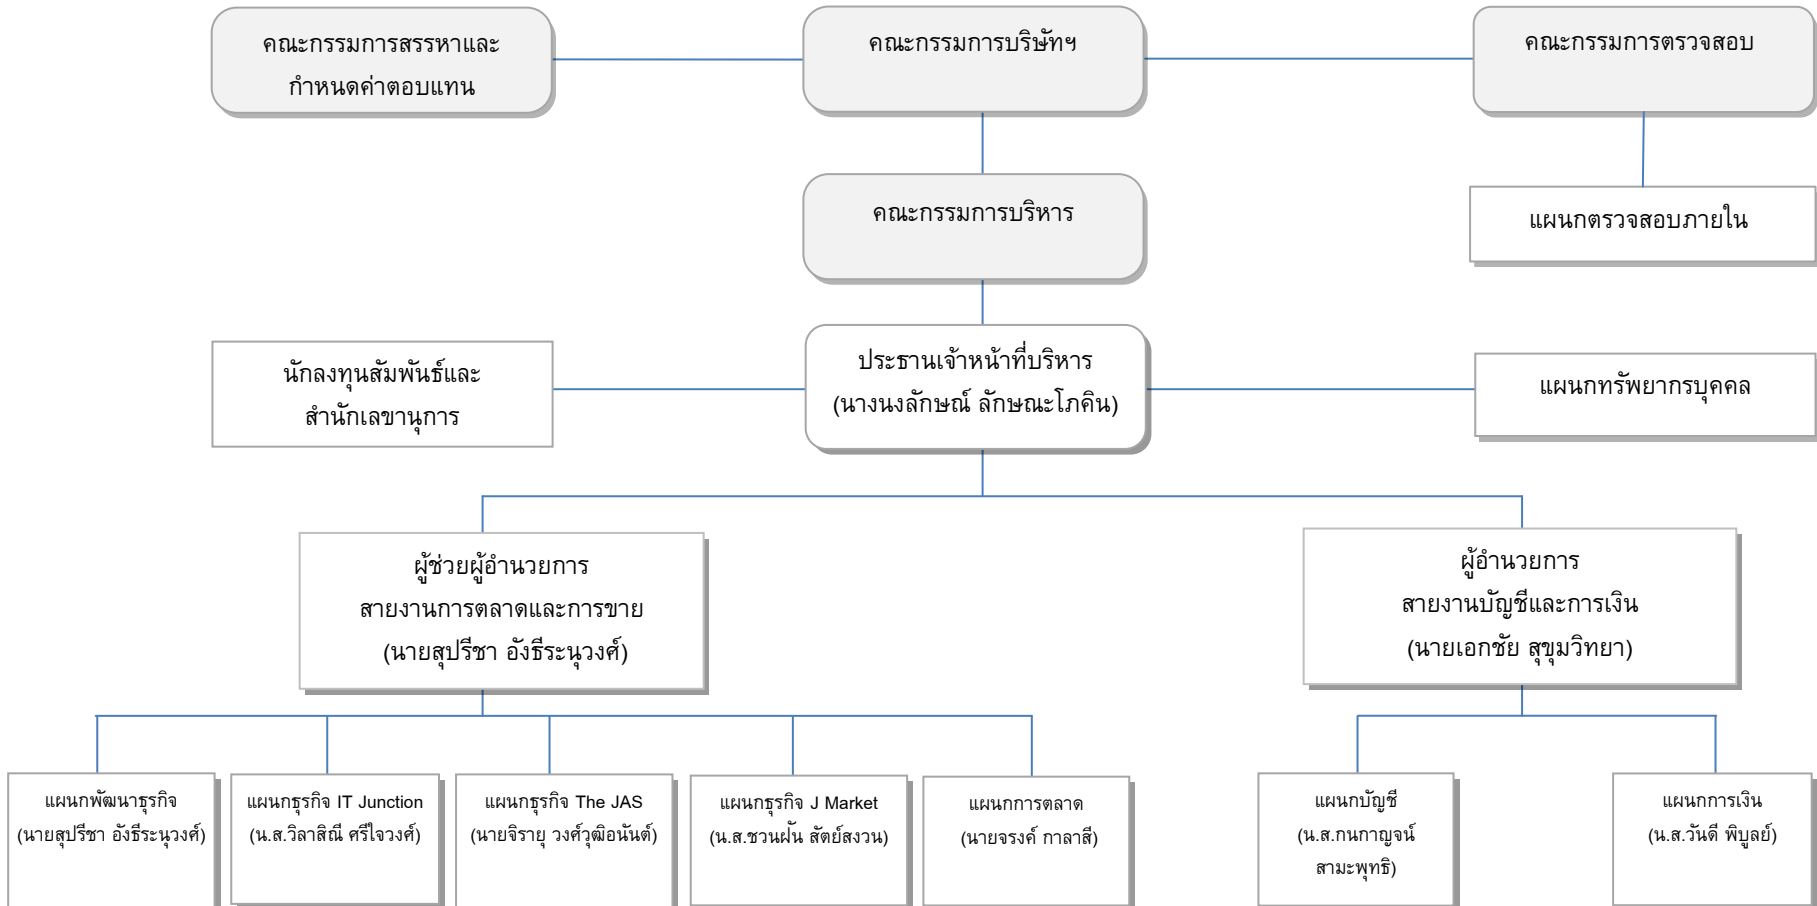 คณะกรรมการสรรหาและ
กำหนดค่าตอบแทน
คณะกรรมการบริษัทฯ
คณะกรรมการตรวจสอบ
คณะกรรมการบริหาร
แผนกตรวจสอบภายใน
นักลงทุนสัมพันธ์และ
สำนักเลขานุการ
ประธานเจ้าหน้าที่บริหาร
(นางนงลักษณ์ ลักษณะโภคิน)
แผนกทรัพยากรบุคคล
ผู้ช่วยผู้อำนวยการ
สายงานการตลาดและการขาย
(นายสุปรีชา อังธีระนุวงศ์)
ผู้อำนวยการ
สายงานบัญชีและการเงิน
(นายเอกชัย สุขุมวิทยา)
แผนกพัฒนาธุรกิจ
(นายสุปรีชา อังธีระนุวงศ์)
แผนกธุรกิจ IT Junction
(น.ส.วิลาสิณี ศรีใจวงศ์)
แผนกธุรกิจ The JAS
(นายจิรายุ วงศ์วุฒิอนันต์)
แผนกธุรกิจ J Market
(น.ส.ชวนฝัน สัตย์สงวน)
แผนกการตลาด
(นายจรงค์ กาลาสี)
แผนกบัญชี
(น.ส.กนกาญจน์
สามะพุทธิ)
แผนกการเงิน
(น.ส.วันดี พิบูลย์)